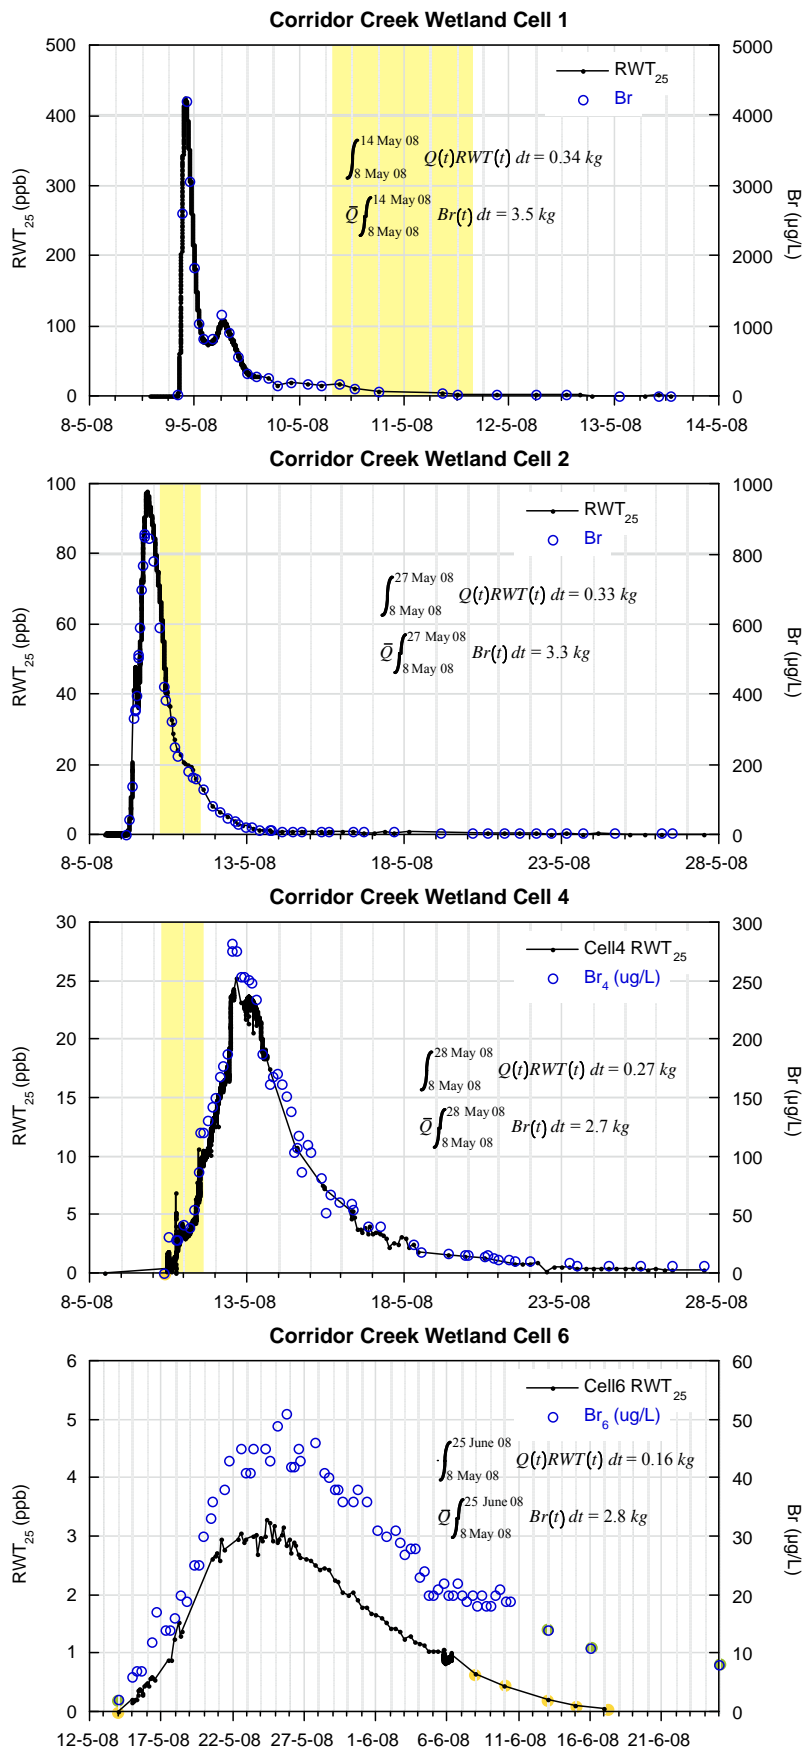 Corridor Creek Wetland Cell 1
500
5000
RWT25
Br
400
4000
∫ 14 May 08 8 May 08 Q(t)RWT(t) dt = 0.34 kg
300
3000
RWT25 (ppb)
Br (µg/L)
Q̄ ∫ 14 May 08 8 May 08 Br(t) dt = 3.5 kg
200
2000
100
1000
0
0
8-5-08 9-5-08 10-5-08 11-5-08 12-5-08 13-5-08 14-5-08
Corridor Creek Wetland Cell 2
100
1000
RWT25
Br
80
800
∫ 27 May 08 8 May 08 Q(t)RWT(t) dt = 0.33 kg
60
600
RWT25 (ppb)
Br (µg/L)
Q̄ ∫ 27 May 08 8 May 08 Br(t) dt = 3.3 kg
40
400
20
200
0
0
8-5-08 13-5-08 18-5-08 23-5-08 28-5-08
Corridor Creek Wetland Cell 4
30
300
Cell4 RWT25
Br4 (ug/L)
25
250
20
200
∫ 28 May 08 8 May 08 Q(t)RWT(t) dt = 0.27 kg
15
150
RWT25 (ppb)
Br (µg/L)
Q̄ ∫ 28 May 08 8 May 08 Br(t) dt = 2.7 kg
10
100
5
50
0
0
8-5-08 13-5-08 18-5-08 23-5-08 28-5-08
Corridor Creek Wetland Cell 6
6
60
Cell6 RWT25
Br6 (ug/L)
5
50
∫ 25 June 08 8 May 08 Q(t)RWT(t) dt = 0.16 kg
4
40
RWT25 (ppb)
Br (µg/L)
Q̄ ∫ 25 June 08 8 May 08 Br(t) dt = 2.8 kg
3
30
2
20
1
10
0
0
12-5-08 17-5-08 22-5-08 27-5-08 1-6-08 6-6-08 11-6-08 16-6-08 21-6-08